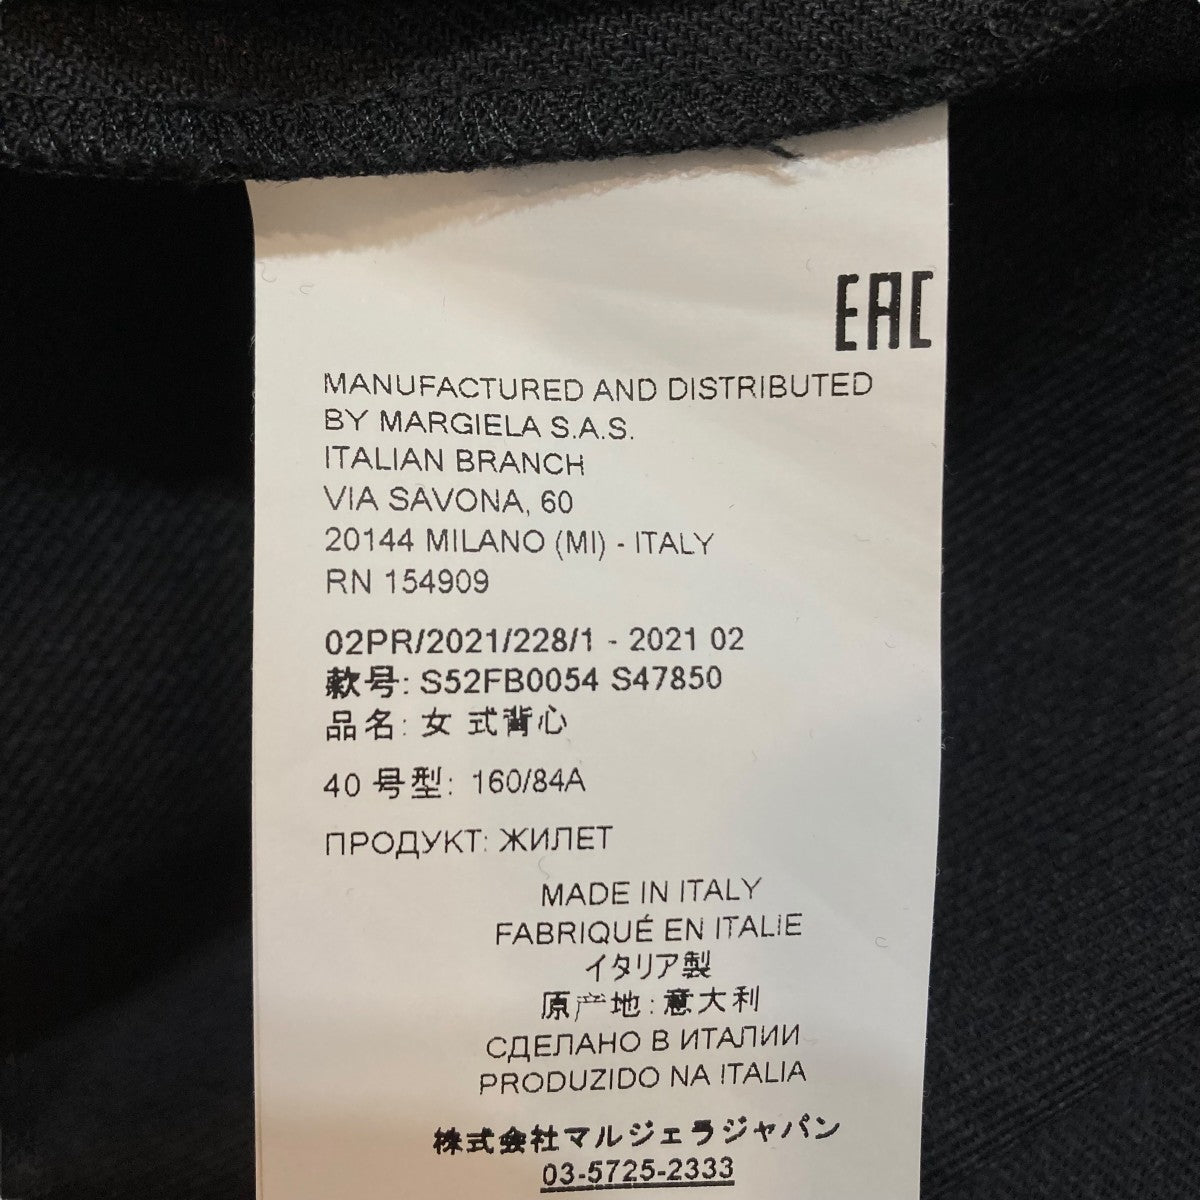 EAC
MANUFACTURED AND DISTRIBUTED
BY MARGIELA S.A.S.
ITALIAN BRANCH
VIA SAVONA, 60
20144 MILANO (MI) - ITALY
RN 154909
02PR/2021/228/1 - 2021 02
款号: S52FB0054 S47850
品名: 女 式背心
40 号型: 160/84A
ПРОДУКТ: ЖИЛЕТ
MADE IN ITALY
FABRIQUÉ EN ITALIE
イタリア製
原产地: 意大利
СДЕЛАНО В ИТАЛИИ
PRODUZIDO NA ITALIA
株式会社マルジェラジャパン
03-5725-2333